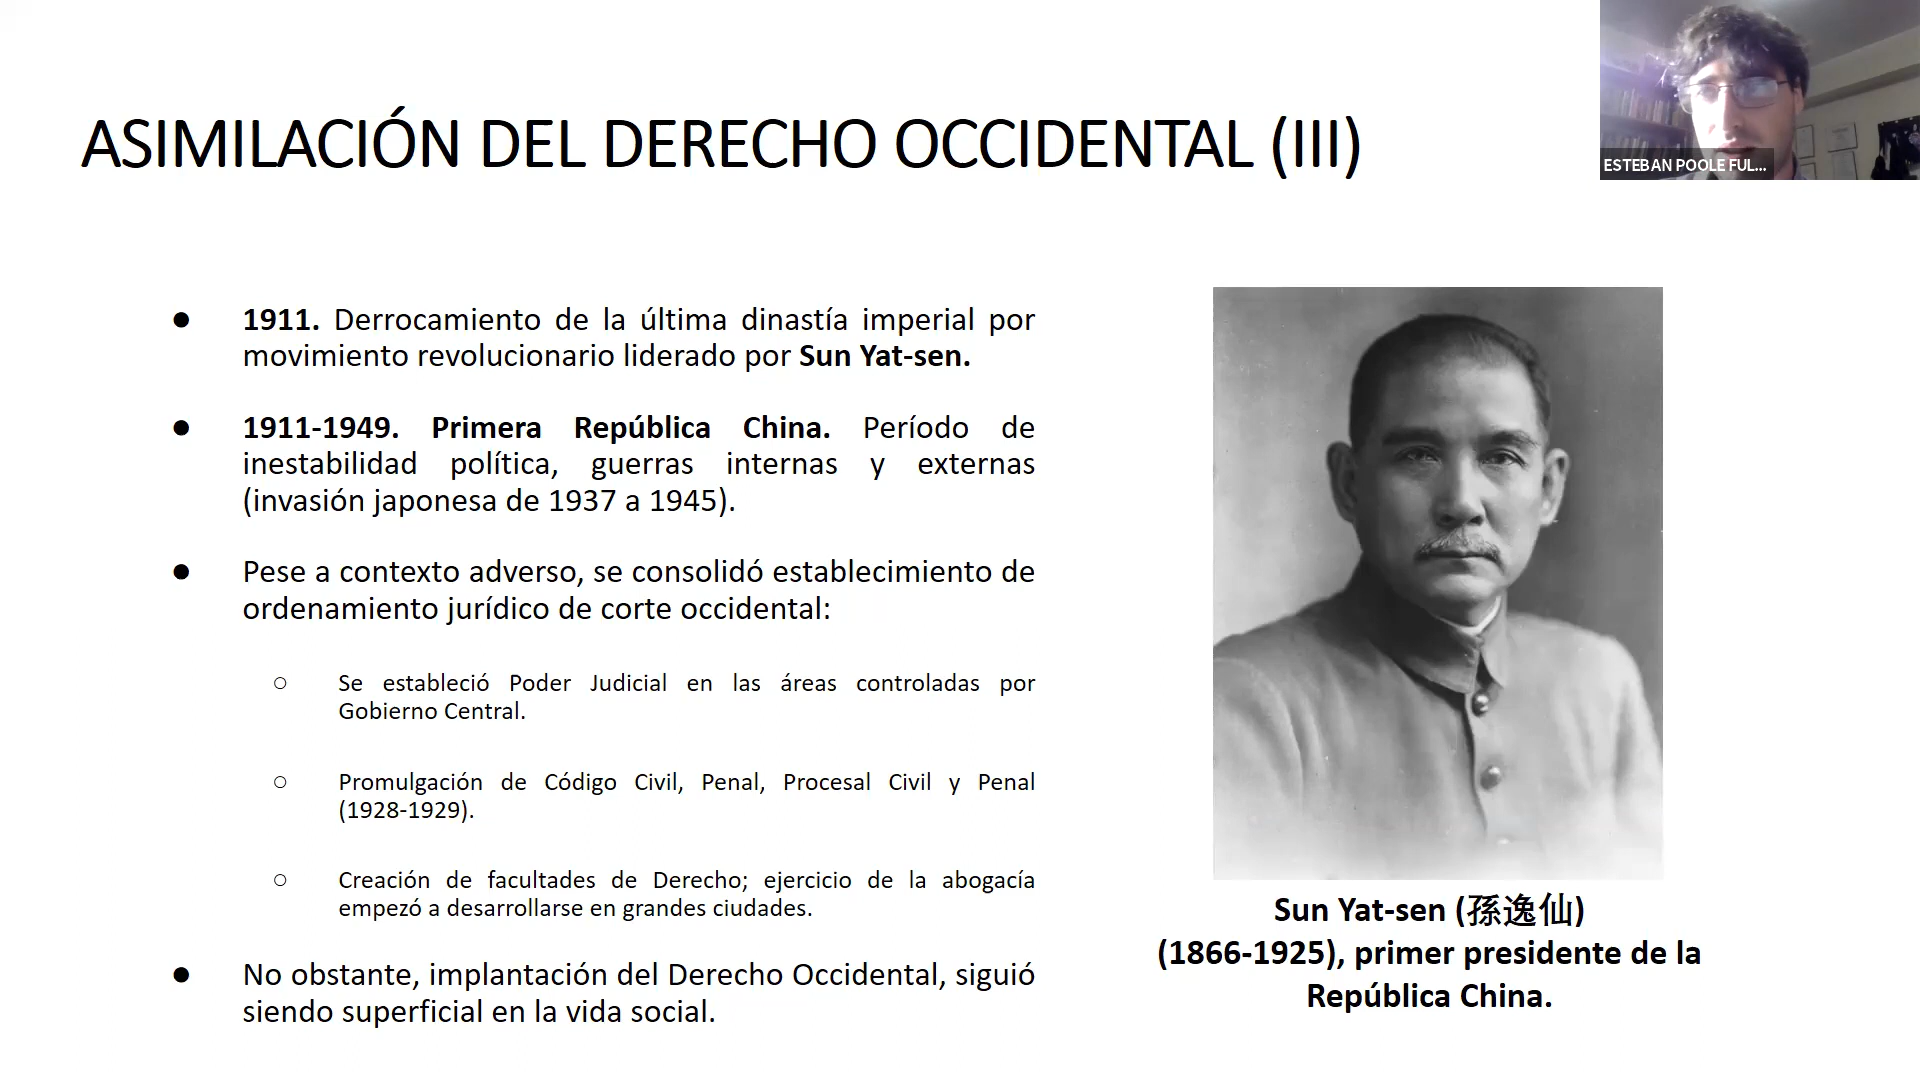 ASIMILACIÓN DEL DERECHO OCCIDENTAL (III)
ESTEBAN POOLE FUL...
● 1911. Derrocamiento de la última dinastía imperial por
movimiento revolucionario liderado por Sun Yat-sen.
● 1911-1949. Primera República China. Período de
inestabilidad política, guerras internas y externas
(invasión japonesa de 1937 a 1945).
● Pese a contexto adverso, se consolidó establecimiento de
ordenamiento jurídico de corte occidental:
○ Se estableció Poder Judicial en las áreas controladas por
Gobierno Central.
○ Promulgación de Código Civil, Penal, Procesal Civil y Penal
(1928-1929).
○ Creación de facultades de Derecho; ejercicio de la abogacía
empezó a desarrollarse en grandes ciudades.
● No obstante, implantación del Derecho Occidental, siguió
siendo superficial en la vida social.
Sun Yat-sen (孫逸仙)
(1866-1925), primer presidente de la
República China.